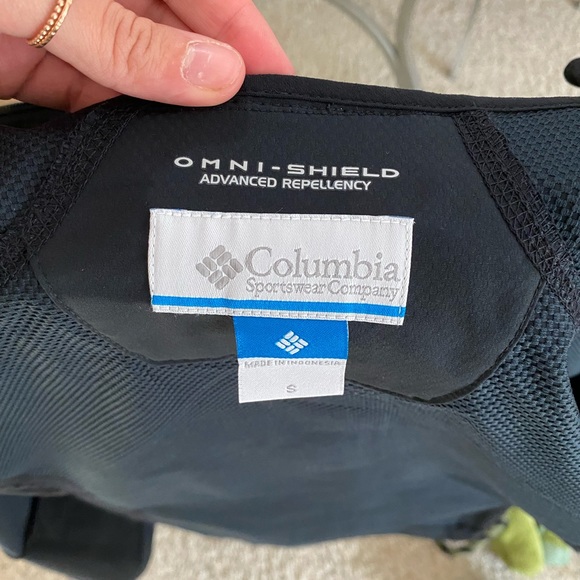 OMNI-SHIELD
ADVANCED REPELLENCY
Columbia
Sportswear Company
MADE IN INDONESIA
S